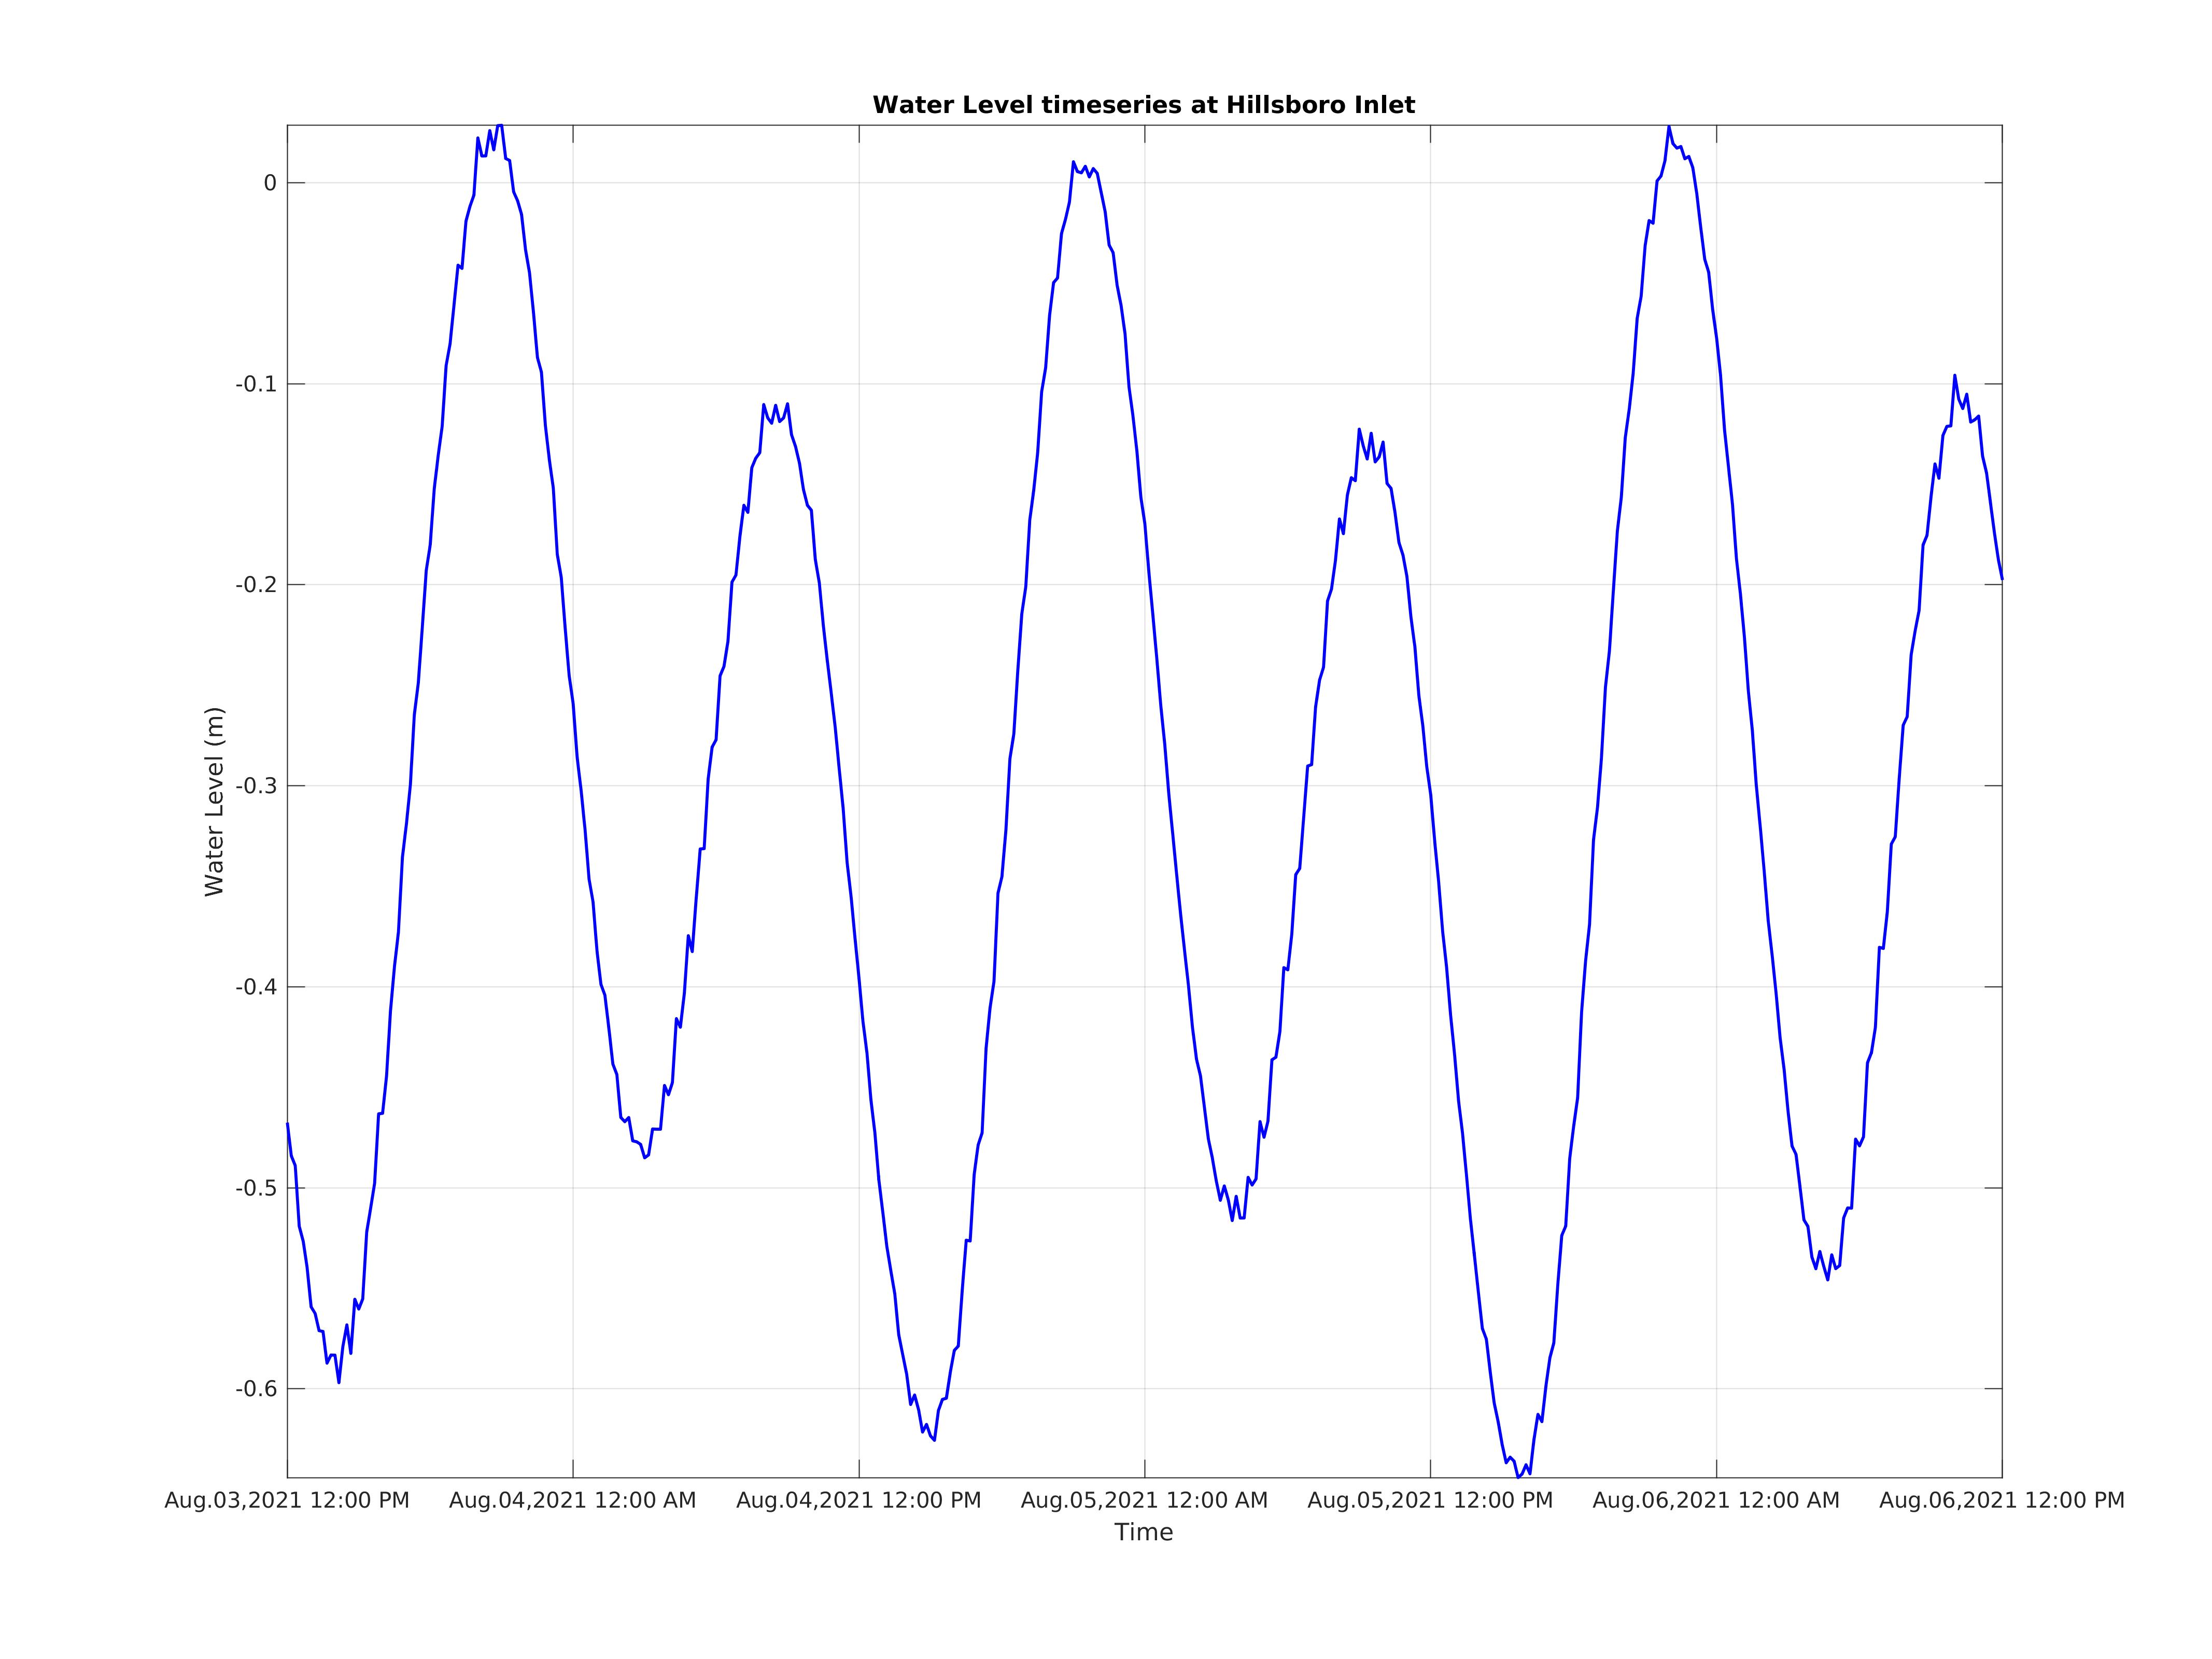 Water Level timeseries at Hillsboro Inlet
0
-0.1
-0.2
-0.3
-0.4
-0.5
-0.6
Water Level (m)
Aug.03,2021 12:00 PM Aug.04,2021 12:00 AM Aug.04,2021 12:00 PM Aug.05,2021 12:00 AM Aug.05,2021 12:00 PM Aug.06,2021 12:00 AM Aug.06,2021 12:00 PM
Time